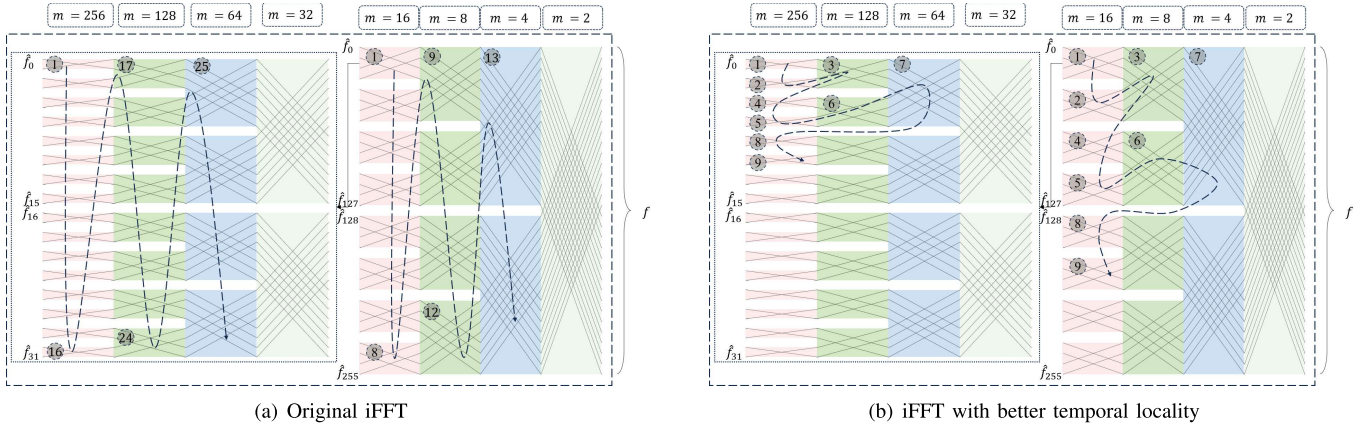 m = 256
m = 128
m = 64
m = 32
m = 16
m = 8
m = 4
m = 2
f̂₀
1
17
25
f̂₁₅
f̂₁₆
f̂₃₁
16
24
f̂₀
1
9
13
f̂₁₂₇
f̂₁₂₈
12
8
f̂₂₅₅
f
(a) Original iFFT
m = 256
m = 128
m = 64
m = 32
m = 16
m = 8
m = 4
m = 2
f̂₀
1
3
7
2
4
6
5
8
9
f̂₁₅
f̂₁₆
f̂₃₁
f̂₀
1
3
7
2
4
6
5
f̂₁₂₇
f̂₁₂₈
8
9
f̂₂₅₅
f
(b) iFFT with better temporal locality